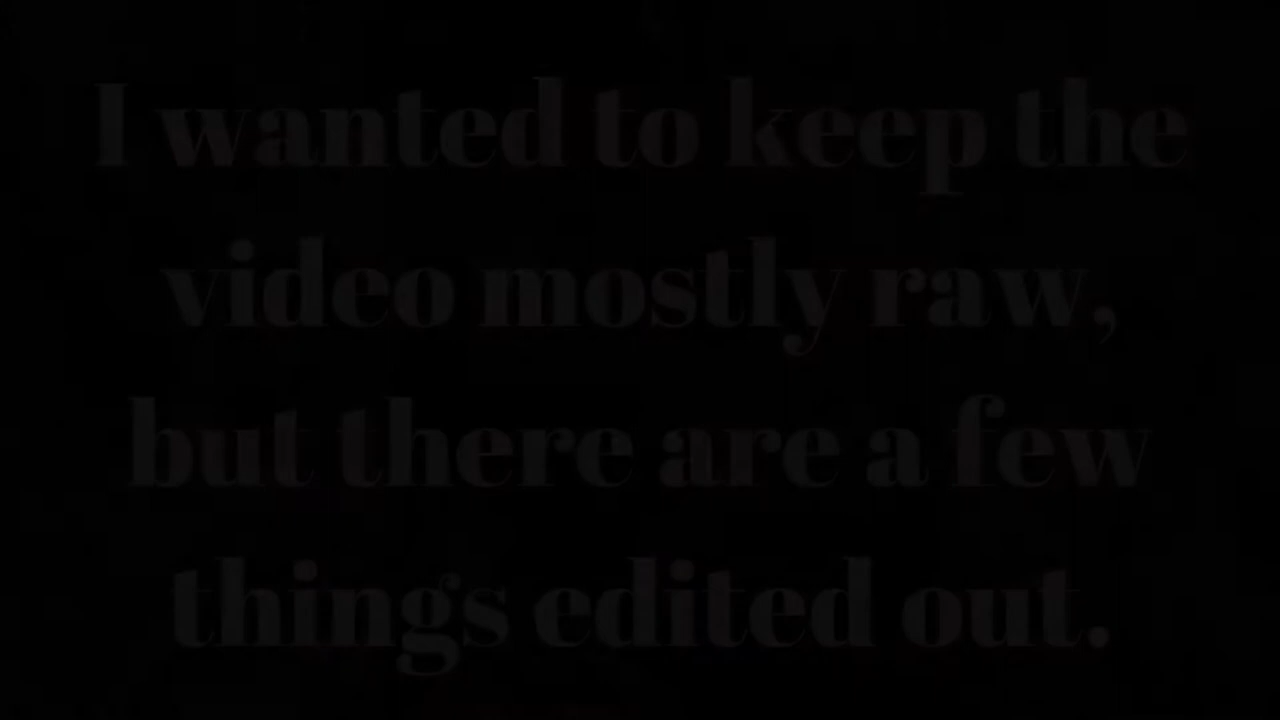 I wanted to keep the
video mostly raw,
but there are a few
things edited out.